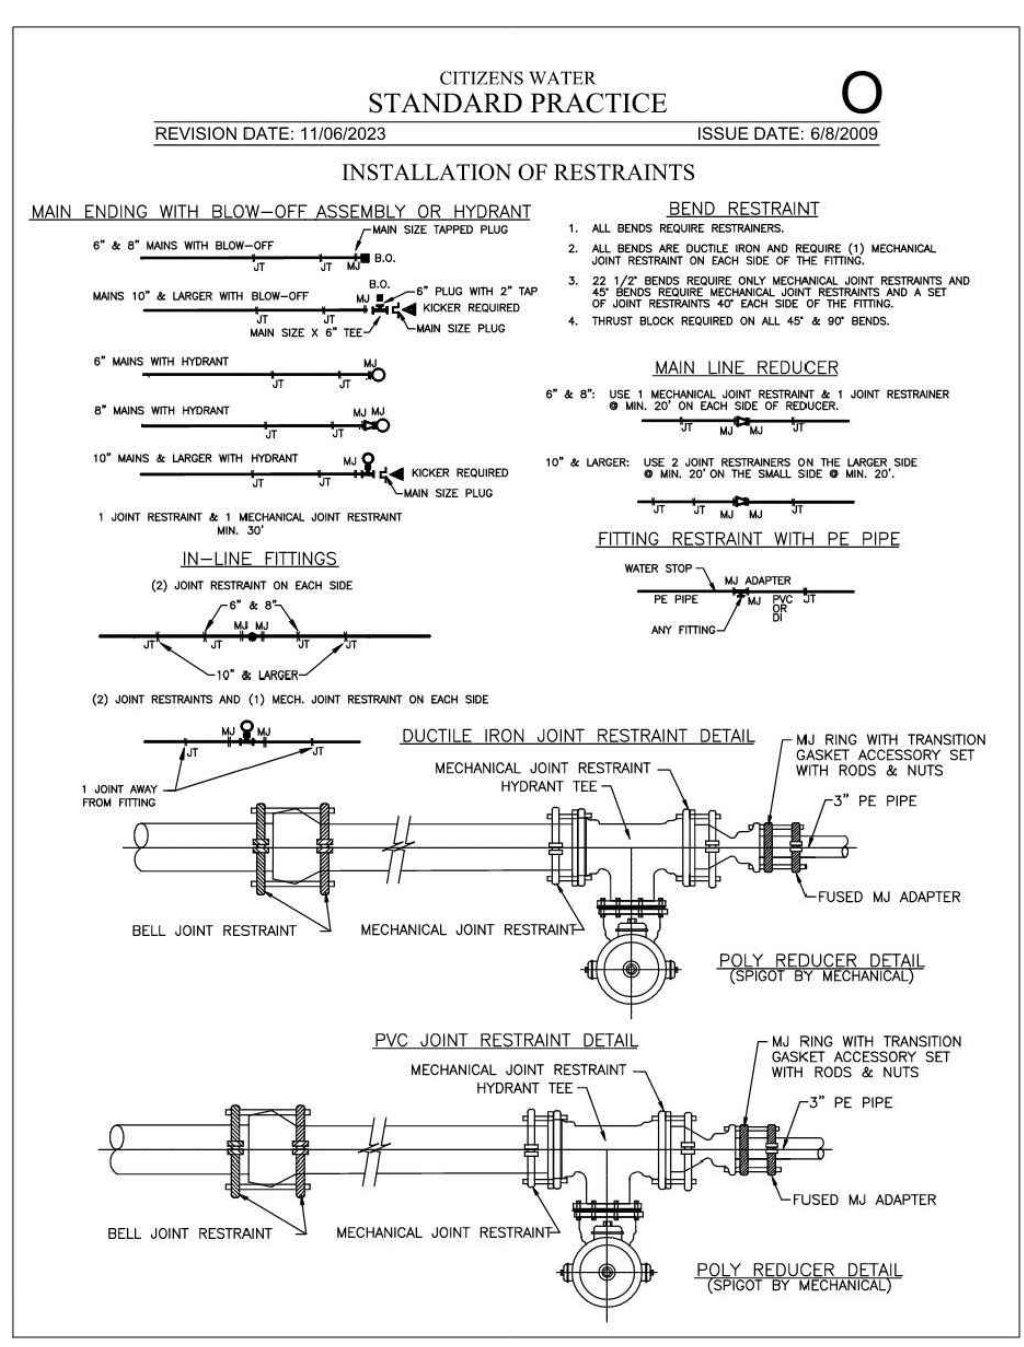 CITIZENS WATER
STANDARD PRACTICE
O
REVISION DATE: 11/06/2023
ISSUE DATE: 6/8/2009
INSTALLATION OF RESTRAINTS
MAIN ENDING WITH BLOW-OFF ASSEMBLY OR HYDRANT
MAIN SIZE TAPPED PLUG
6" & 8" MAINS WITH BLOW-OFF
B.O.
JT
JT
MJ
B.O.
6" PLUG WITH 2" TAP
MAINS 10" & LARGER WITH BLOW-OFF
MJ
KICKER REQUIRED
JT
JT
MAIN SIZE X 6" TEE
MAIN SIZE PLUG
6" MAINS WITH HYDRANT
MJ
JT
JT
8" MAINS WITH HYDRANT
MJ MJ
JT
JT
10" MAINS & LARGER WITH HYDRANT
MJ
KICKER REQUIRED
JT
JT
MAIN SIZE PLUG
1 JOINT RESTRAINT & 1 MECHANICAL JOINT RESTRAINT
MIN. 30'
IN-LINE FITTINGS
(2) JOINT RESTRAINT ON EACH SIDE
6" & 8"
MJ MJ
JT
JT
JT
JT
10" & LARGER
(2) JOINT RESTRAINTS AND (1) MECH. JOINT RESTRAINT ON EACH SIDE
MJ
MJ
JT
JT
1 JOINT AWAY
FROM FITTING
BEND RESTRAINT
1. ALL BENDS REQUIRE RESTRAINERS.
2. ALL BENDS ARE DUCTILE IRON AND REQUIRE (1) MECHANICAL
JOINT RESTRAINT ON EACH SIDE OF THE FITTING.
3. 22 1/2° BENDS REQUIRE ONLY MECHANICAL JOINT RESTRAINTS AND
45° BENDS REQUIRE MECHANICAL JOINT RESTRAINTS AND A SET
OF JOINT RESTRAINTS 40' EACH SIDE OF THE FITTING.
4. THRUST BLOCK REQUIRED ON ALL 45° & 90° BENDS.
MAIN LINE REDUCER
6" & 8": USE 1 MECHANICAL JOINT RESTRAINT & 1 JOINT RESTRAINER
@ MIN. 20' ON EACH SIDE OF REDUCER.
JT
MJ
MJ
JT
10" & LARGER: USE 2 JOINT RESTRAINERS ON THE LARGER SIDE
@ MIN. 20' ON THE SMALL SIDE @ MIN. 20'.
JT
JT
MJ
MJ
JT
FITTING RESTRAINT WITH PE PIPE
WATER STOP
MJ ADAPTER
PE PIPE
MJ
PVC
OR
DI
JT
ANY FITTING
DUCTILE IRON JOINT RESTRAINT DETAIL
MJ RING WITH TRANSITION
GASKET ACCESSORY SET
WITH RODS & NUTS
MECHANICAL JOINT RESTRAINT
HYDRANT TEE
3" PE PIPE
FUSED MJ ADAPTER
BELL JOINT RESTRAINT
MECHANICAL JOINT RESTRAINT
POLY REDUCER DETAIL
(SPIGOT BY MECHANICAL)
PVC JOINT RESTRAINT DETAIL
MJ RING WITH TRANSITION
GASKET ACCESSORY SET
WITH RODS & NUTS
MECHANICAL JOINT RESTRAINT
HYDRANT TEE
3" PE PIPE
FUSED MJ ADAPTER
BELL JOINT RESTRAINT
MECHANICAL JOINT RESTRAINT
POLY REDUCER DETAIL
(SPIGOT BY MECHANICAL)